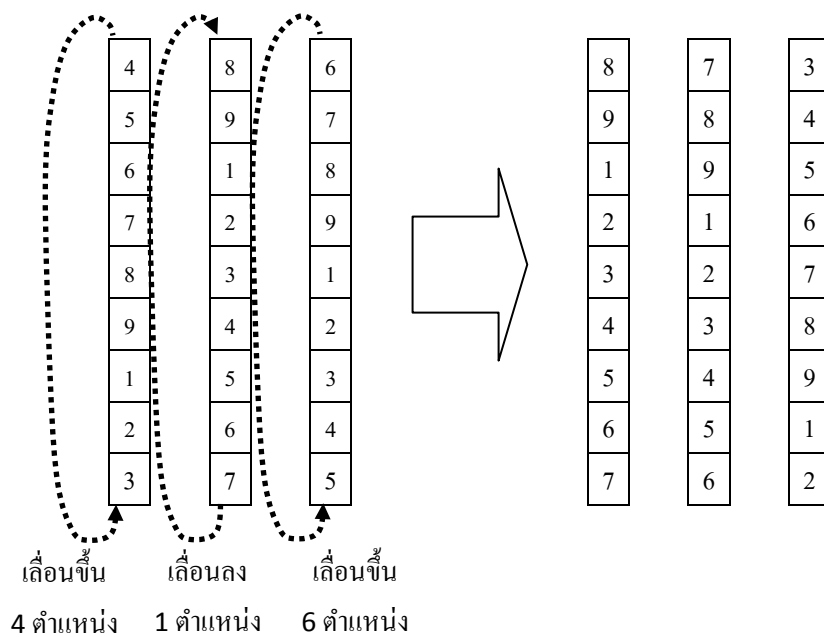 4 8 6 8 7 3
5 9 7 9 8 4
6 1 8 1 9 5
7 2 9 2 1 6
8 3 1 3 2 7
9 4 2 4 3 8
1 5 3 5 4 9
2 6 4 6 5 1
3 7 5 7 6 2
เลื่อนขึ้น เลื่อนลง เลื่อนขึ้น
4 ตำแหน่ง 1 ตำแหน่ง 6 ตำแหน่ง